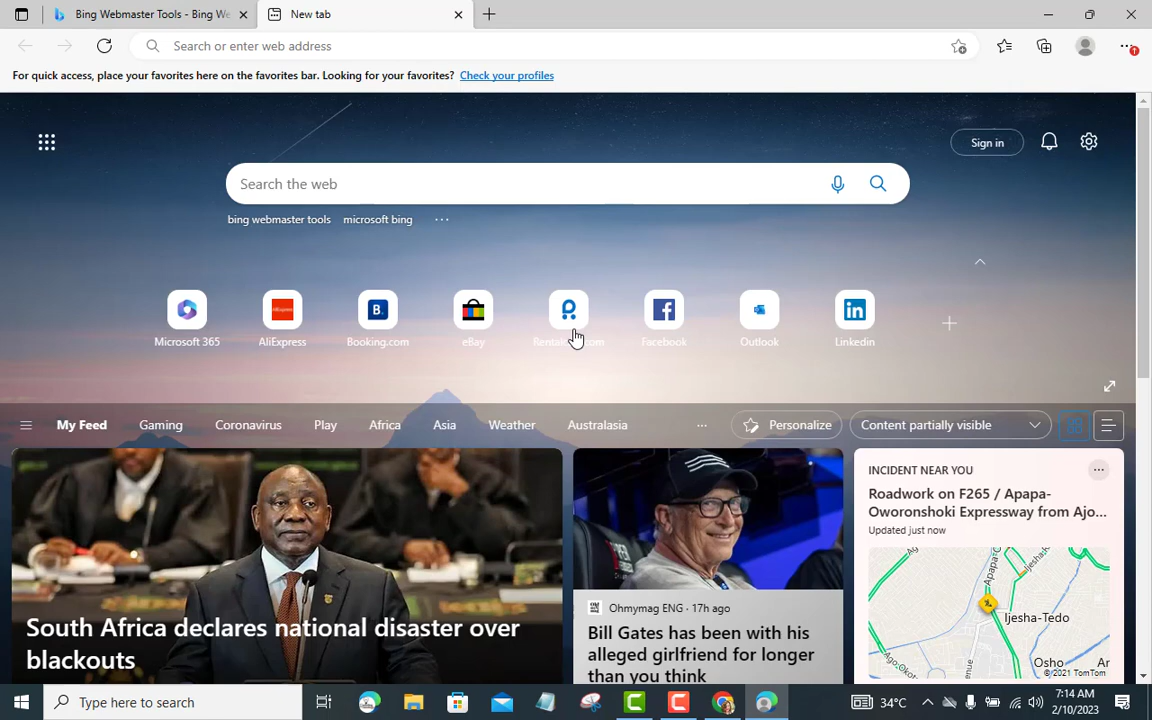 Bing Webmaster Tools - Bing We
New tab
Search or enter web address
For quick access, place your favorites here on the favorites bar. Looking for your favorites? Check your profiles
Sign in
Search the web
bing webmaster tools microsoft bing ...
Microsoft 365 AliExpress Booking.com eBay Facebook Outlook Linkedin
My Feed Gaming Coronavirus Play Africa Asia Weather Australasia ... Personalize Content partially visible
South Africa declares national disaster over
blackouts
Ohmymag ENG · 17h ago
Bill Gates has been with his
alleged girlfriend for longer
than you think
INCIDENT NEAR YOU
Roadwork on F265 / Apapa-
Oworonshoki Expressway from Ajo...
Updated just now
Ijesha-Tedo
Osho
©2021 TomTom
Type here to search
34°C
7:14 AM
2/10/2023